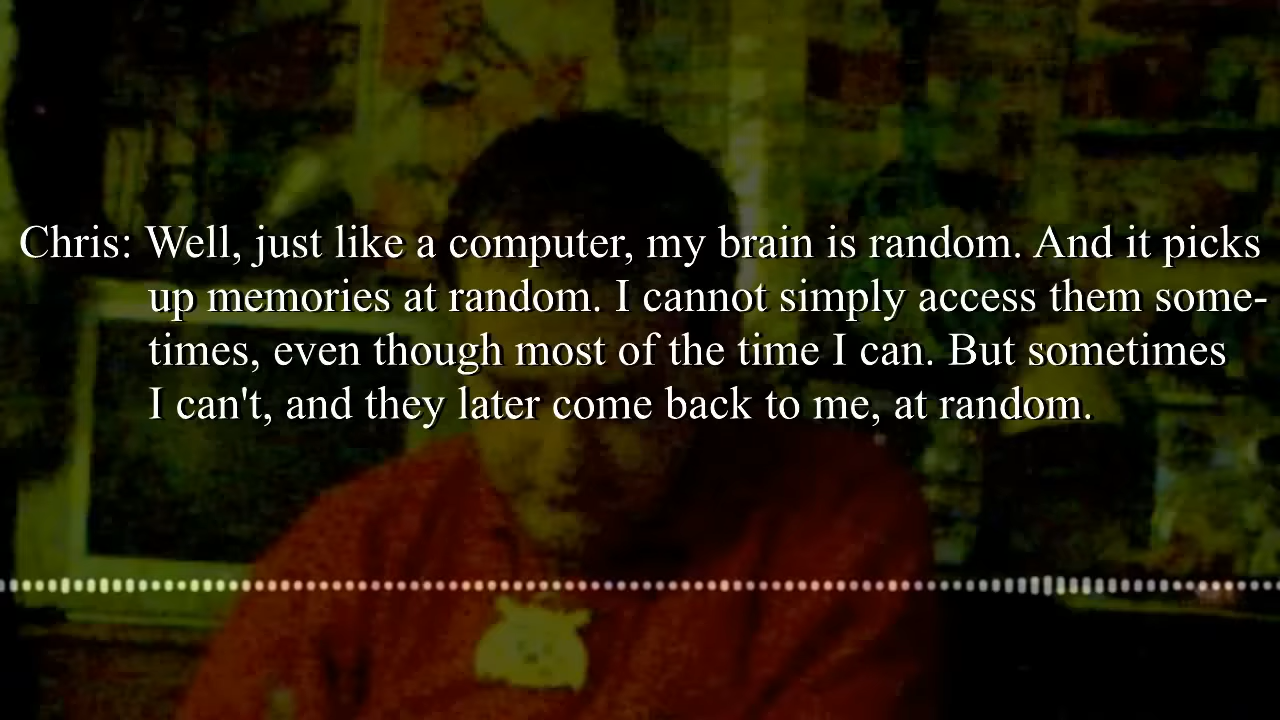 Chris: Well, just like a computer, my brain is random. And it picks
up memories at random. I cannot simply access them some-
times, even though most of the time I can. But sometimes
I can't, and they later come back to me, at random.